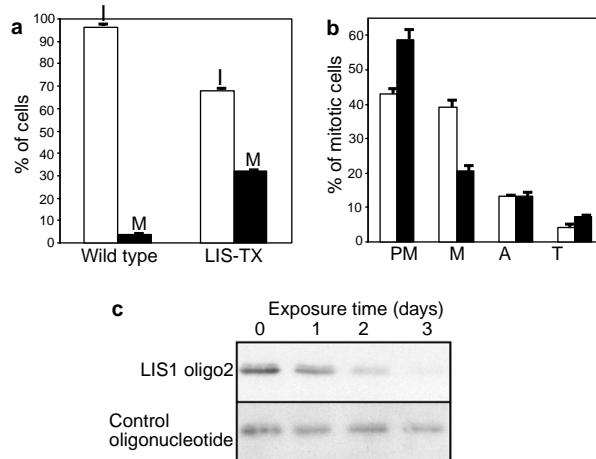 a
% of cells
100
90
80
70
60
50
40
30
20
10
0
I
M
I
M
Wild type LIS-TX
b
% of mitotic cells
60
50
40
30
20
10
0
PM M A T
c
Exposure time (days)
0 1 2 3
LIS1 oligo2
Control
oligonucleotide